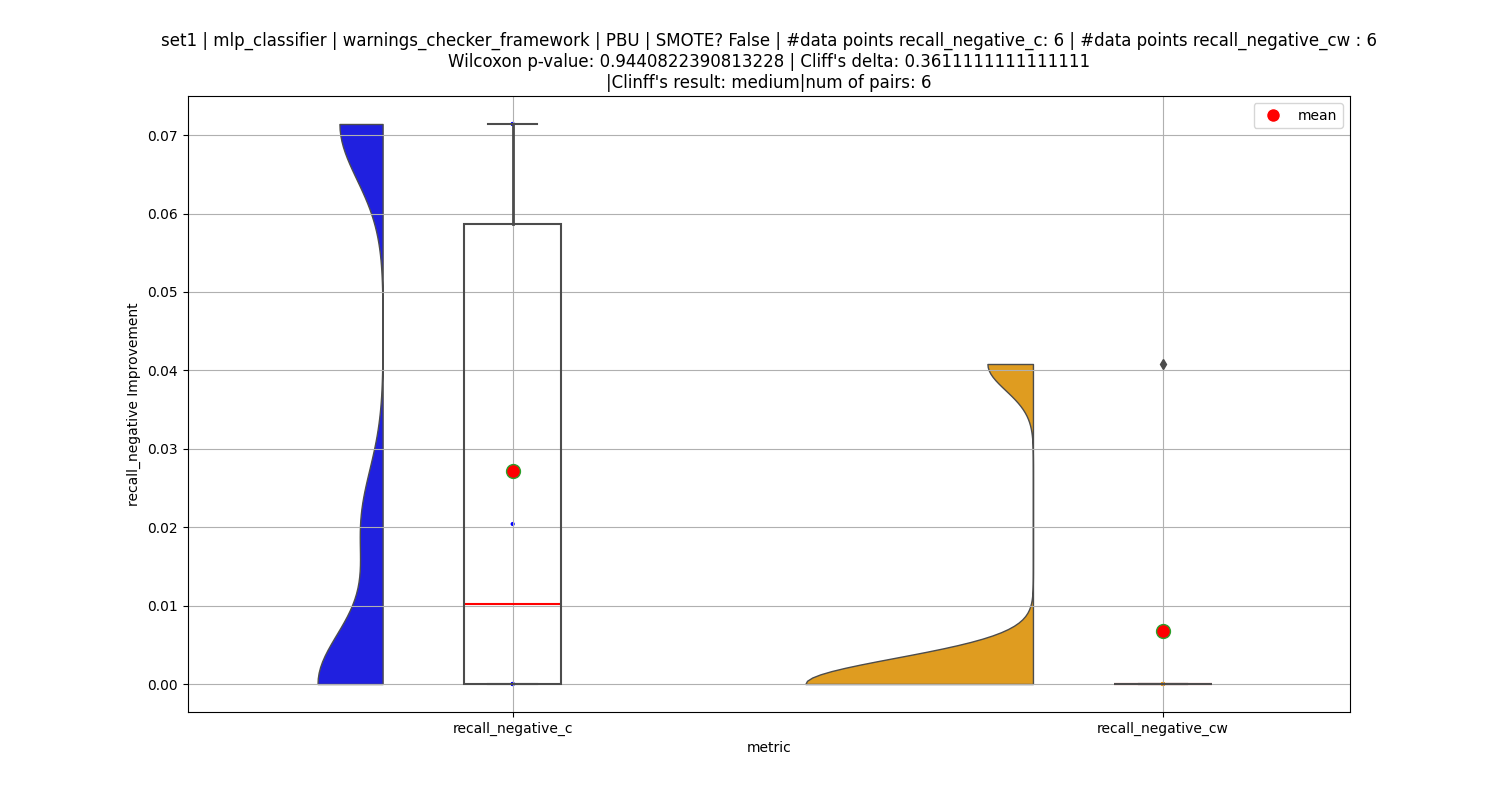 set1 | mlp_classifier | warnings_checker_framework | PBU | SMOTE? False | #data points recall_negative_c: 6 | #data points recall_negative_cw : 6
Wilcoxon p-value: 0.9440822390813228 | Cliff's delta: 0.3611111111111111
|Clinff's result: medium|num of pairs: 6
mean
0.07
0.06
0.05
0.04
0.03
0.02
0.01
0.00
recall_negative Improvement
recall_negative_c
recall_negative_cw
metric